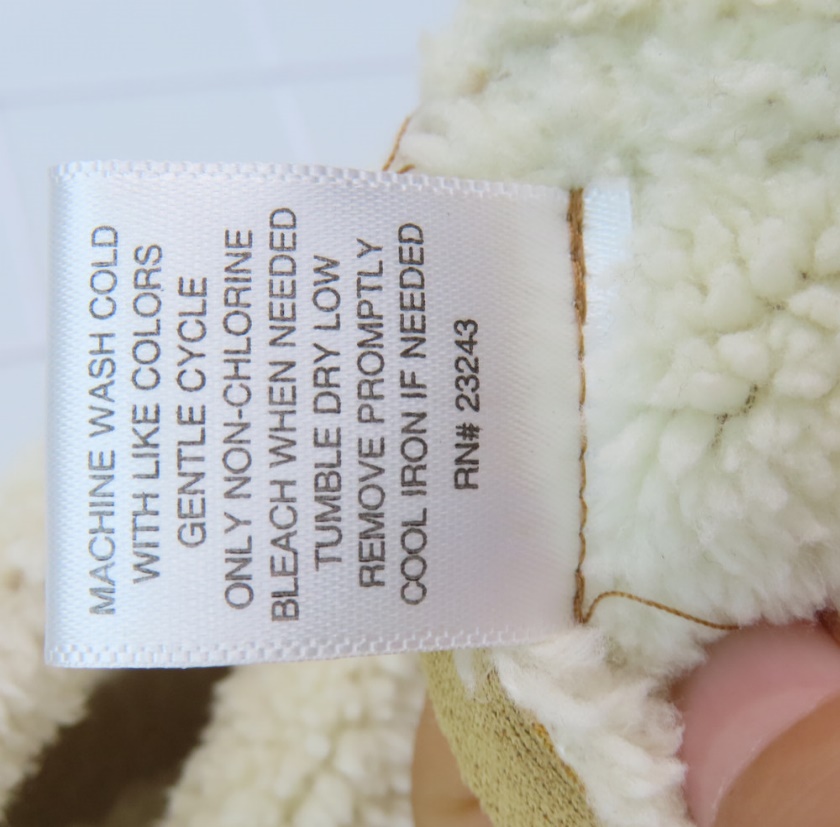 MACHINE WASH COLD
WITH LIKE COLORS
GENTLE CYCLE
ONLY NON-CHLORINE
BLEACH WHEN NEEDED
TUMBLE DRY LOW
REMOVE PROMPTLY
COOL IRON IF NEEDED
RN# 23243